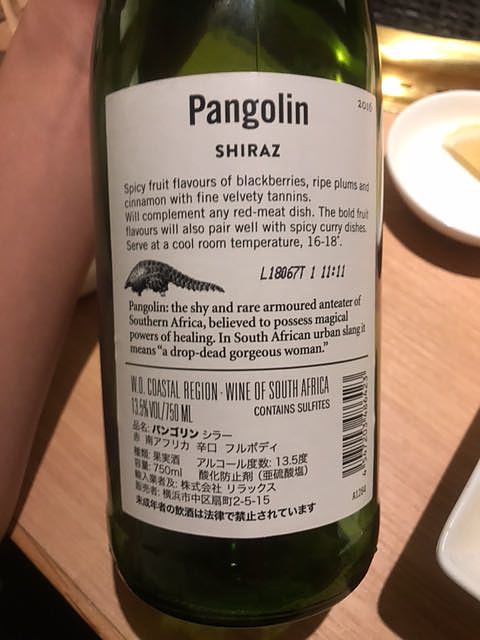 Pangolin
2016
SHIRAZ
Spicy fruit flavours of blackberries, ripe plums and
cinnamon with fine velvety tannins.
Will complement any red-meat dish. The bold fruit
flavours will also pair well with spicy curry dishes.
Serve at a cool room temperature, 16-18°.
L18067T 1 11:11
Pangolin: the shy and rare armoured anteater of
Southern Africa, believed to possess magical
powers of healing. In South African urban slang it
means "a drop-dead gorgeous woman."
W.O. COASTAL REGION · WINE OF SOUTH AFRICA
13.5% VOL/750 ML
CONTAINS SULFITES
品名: パンゴリン シラー
赤 南アフリカ 辛口 フルボディ
種類: 果実酒 アルコール度数: 13.5度
容量: 750ml 酸化防止剤 (亜硫酸塩)
輸入業者及: 株式会社 リラックス
販売者: 横浜市中区扇町2-5-15
未成年者の飲酒は法律で禁止されています
A1284